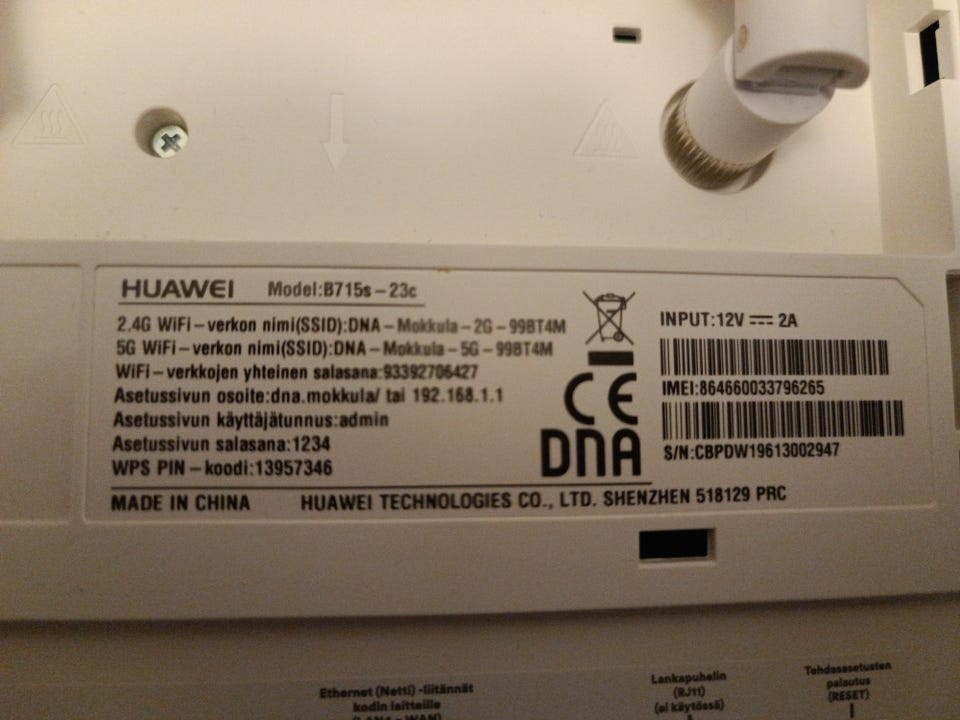 HUAWEI Model:B715s-23c
2.4G WiFi-verkon nimi(SSID):DNA-Mokkula-2G-99BT4M
5G WiFi-verkon nimi(SSID):DNA-Mokkula-5G-99BT4M
WiFi-verkkojen yhteinen salasana:93392706427
Asetussivun osoite:dna.mokkula/ tai 192.168.1.1
Asetussivun käyttäjätunnus:admin
Asetussivun salasana:1234
WPS PIN-koodi:13957346
CE
DNA
INPUT:12V ⎓ 2A
IMEI:864660033796265
S/N:CBPDW19613002947
MADE IN CHINA HUAWEI TECHNOLOGIES CO., LTD. SHENZHEN 518129 PRC
Ethernet (Netti) -liitännät
kodin laitteille
(LAN4 = WAN)
Lankapuhelin
(RJ11)
(ei käytössä)
Tehdasasetusten
palautus
(RESET)